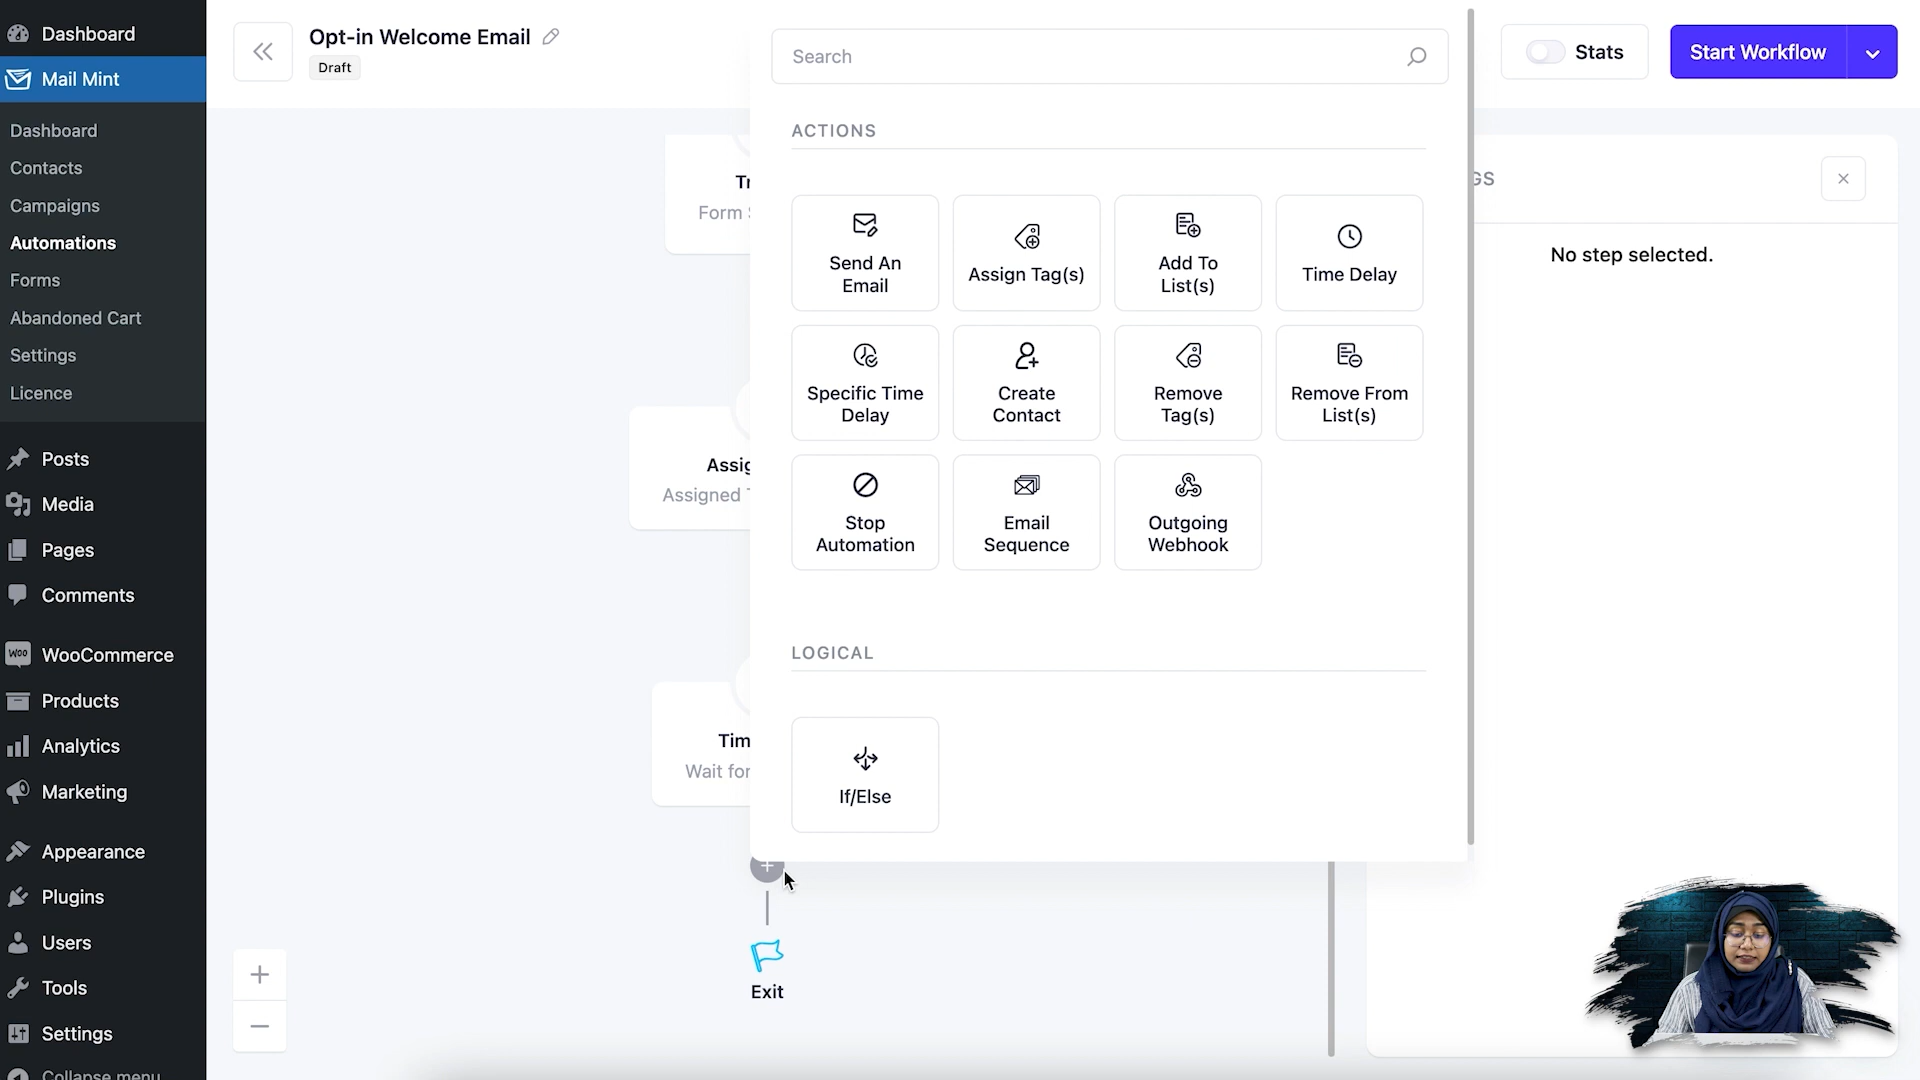 Dashboard
Mail Mint
Dashboard
Contacts
Campaigns
Automations
Forms
Abandoned Cart
Settings
Licence
Posts
Media
Pages
Comments
Woo
WooCommerce
Products
Analytics
Marketing
Appearance
Plugins
Users
Tools
Settings
Collapse menu
Opt-in Welcome Email
Draft
Search
Stats
Start Workflow
ACTIONS
Send An
Email
Assign Tag(s)
Add To
List(s)
Time Delay
Specific Time
Delay
Create
Contact
Remove
Tag(s)
Remove From
List(s)
Stop
Automation
Email
Sequence
Outgoing
Webhook
LOGICAL
If/Else
Form
Assigned
Wait for
Exit
No step selected.